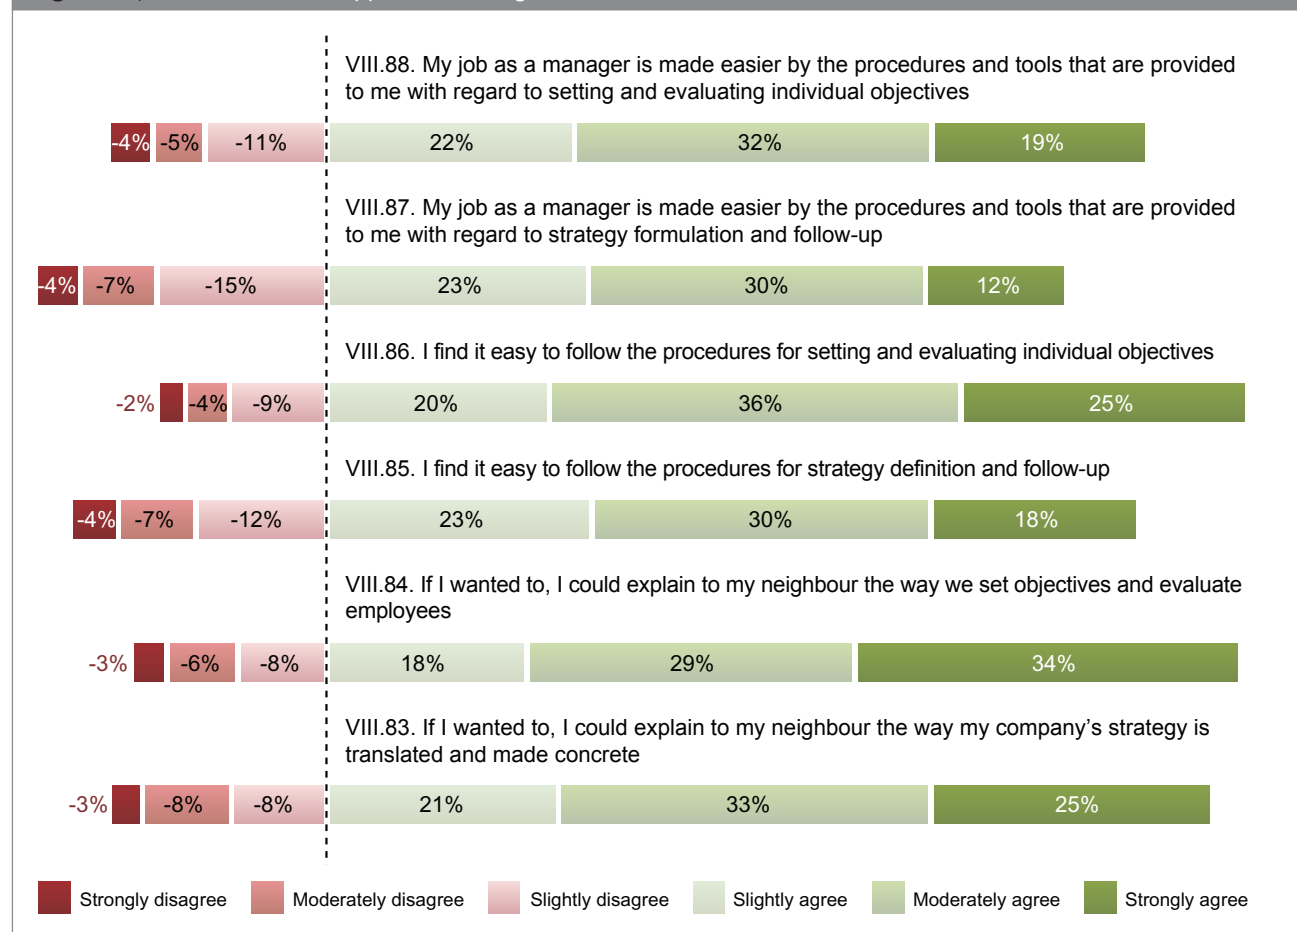 VIII.88. My job as a manager is made easier by the procedures and tools that are provided
to me with regard to setting and evaluating individual objectives
-4% -5% -11% 22% 32% 19%
VIII.87. My job as a manager is made easier by the procedures and tools that are provided
to me with regard to strategy formulation and follow-up
-4% -7% -15% 23% 30% 12%
VIII.86. I find it easy to follow the procedures for setting and evaluating individual objectives
-2% -4% -9% 20% 36% 25%
VIII.85. I find it easy to follow the procedures for strategy definition and follow-up
-4% -7% -12% 23% 30% 18%
VIII.84. If I wanted to, I could explain to my neighbour the way we set objectives and evaluate
employees
-3% -6% -8% 18% 29% 34%
VIII.83. If I wanted to, I could explain to my neighbour the way my company's strategy is
translated and made concrete
-3% -8% -8% 21% 33% 25%
Strongly disagree Moderately disagree Slightly disagree Slightly agree Moderately agree Strongly agree